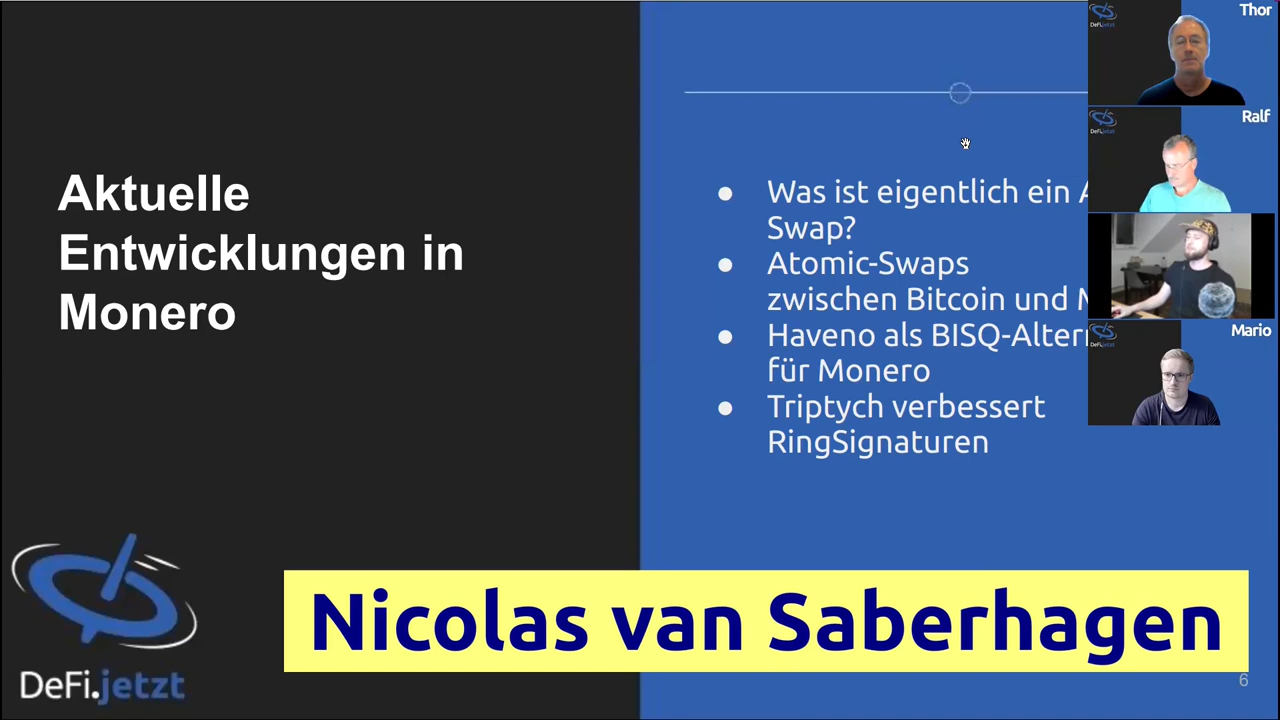 Aktuelle
Entwicklungen in
Monero
Was ist eigentlich ein
Swap?
Atomic-Swaps
zwischen Bitcoin und
Haveno als BISQ-Altern
für Monero
Triptych verbessert
RingSignaturen
Thor
Ralf
Mario
Nicolas van Saberhagen
DeFi.jetzt
6